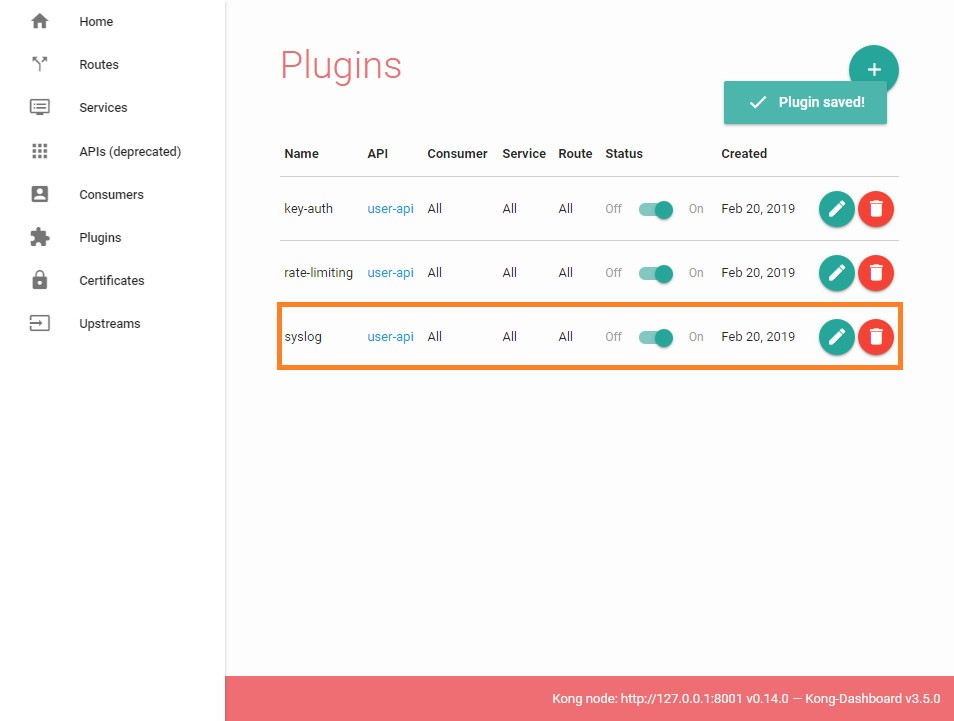 Home
Routes
Services
APIs (deprecated)
Consumers
Plugins
Certificates
Upstreams
Plugins
+
Plugin saved!
Name API Consumer Service Route Status Created
key-auth user-api All All All Off On Feb 20, 2019
rate-limiting user-api All All All Off On Feb 20, 2019
syslog user-api All All All Off On Feb 20, 2019
Kong node: http://127.0.0.1:8001 v0.14.0 — Kong-Dashboard v3.5.0